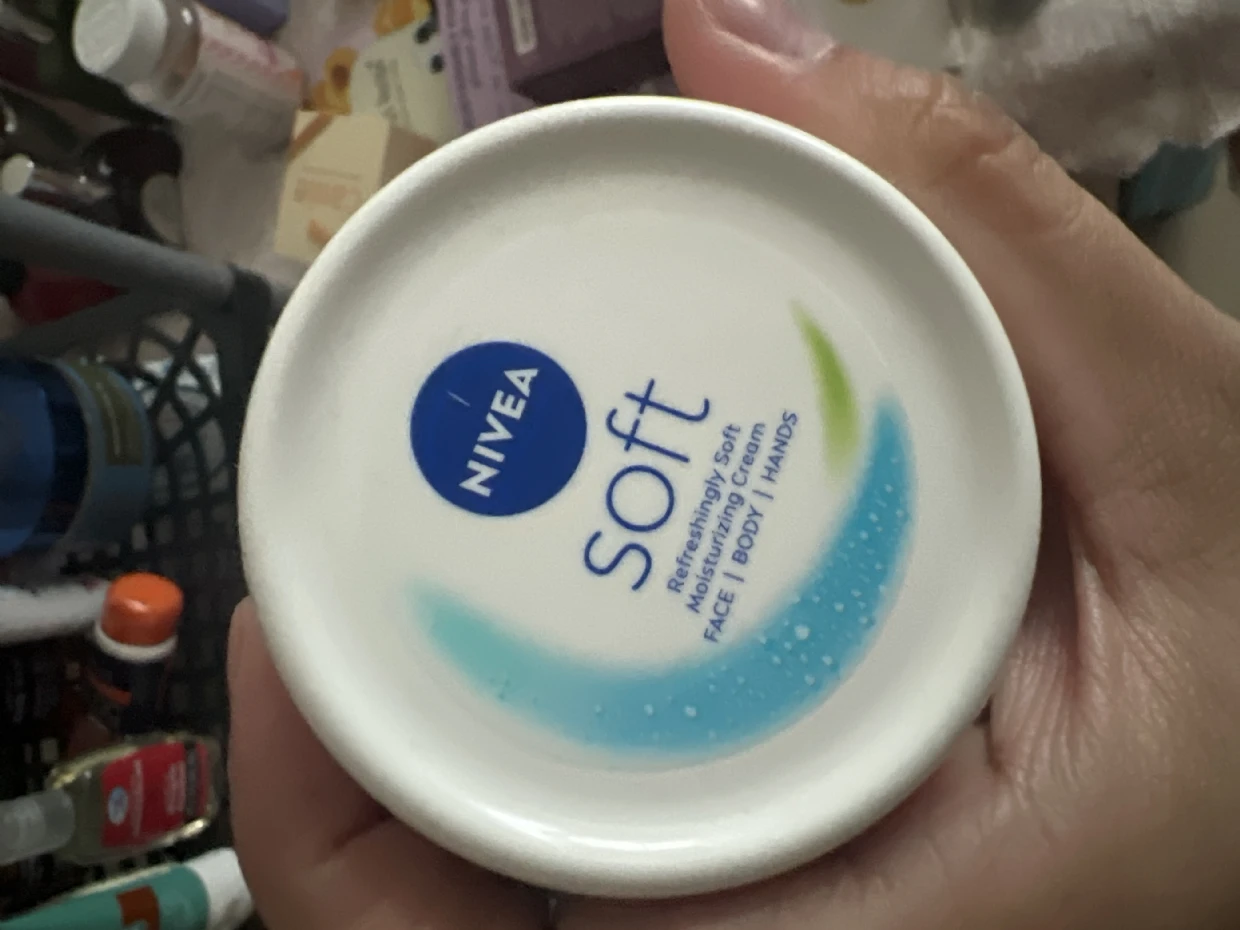 NIVEA
Soft
Refreshingly Soft
Moisturizing Cream
FACE | BODY | HANDS